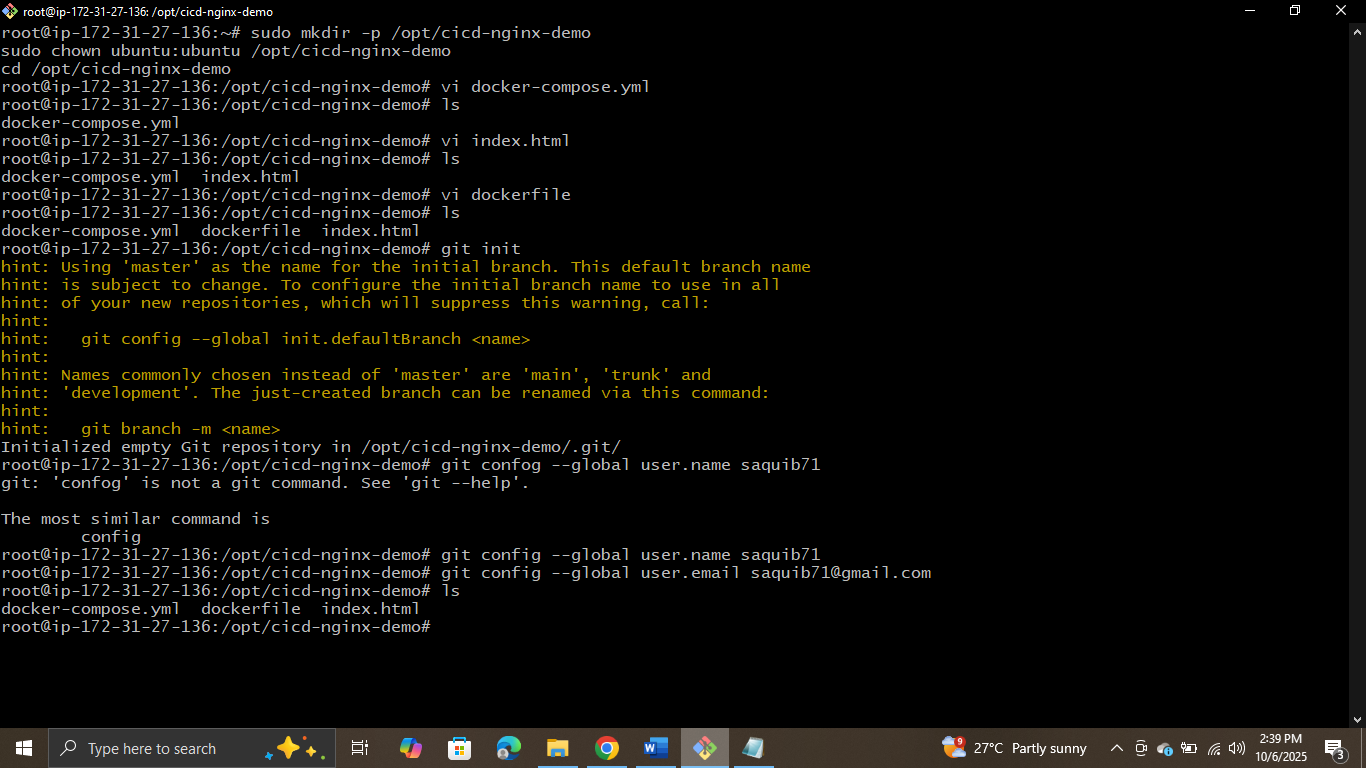 root@ip-172-31-27-136: /opt/cicd-nginx-demo
root@ip-172-31-27-136:~# sudo mkdir -p /opt/cicd-nginx-demo
sudo chown ubuntu:ubuntu /opt/cicd-nginx-demo
cd /opt/cicd-nginx-demo
root@ip-172-31-27-136:/opt/cicd-nginx-demo# vi docker-compose.yml
root@ip-172-31-27-136:/opt/cicd-nginx-demo# ls
docker-compose.yml
root@ip-172-31-27-136:/opt/cicd-nginx-demo# vi index.html
root@ip-172-31-27-136:/opt/cicd-nginx-demo# ls
docker-compose.yml  index.html
root@ip-172-31-27-136:/opt/cicd-nginx-demo# vi dockerfile
root@ip-172-31-27-136:/opt/cicd-nginx-demo# ls
docker-compose.yml  dockerfile  index.html
root@ip-172-31-27-136:/opt/cicd-nginx-demo# git init
hint: Using 'master' as the name for the initial branch. This default branch name
hint: is subject to change. To configure the initial branch name to use in all
hint: of your new repositories, which will suppress this warning, call:
hint:
hint:   git config --global init.defaultBranch <name>
hint:
hint: Names commonly chosen instead of 'master' are 'main', 'trunk' and
hint: 'development'. The just-created branch can be renamed via this command:
hint:
hint:   git branch -m <name>
Initialized empty Git repository in /opt/cicd-nginx-demo/.git/
root@ip-172-31-27-136:/opt/cicd-nginx-demo# git confog --global user.name saquib71
git: 'confog' is not a git command. See 'git --help'.
The most similar command is
        config
root@ip-172-31-27-136:/opt/cicd-nginx-demo# git config --global user.name saquib71
root@ip-172-31-27-136:/opt/cicd-nginx-demo# git config --global user.email saquib71@gmail.com
root@ip-172-31-27-136:/opt/cicd-nginx-demo# ls
docker-compose.yml  dockerfile  index.html
root@ip-172-31-27-136:/opt/cicd-nginx-demo#
Type here to search
9
27°C Partly sunny
2:39 PM
10/6/2025
3